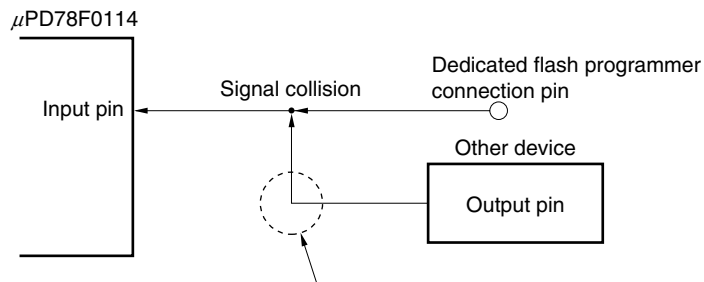 μPD78F0114
Input pin
Signal collision
Dedicated flash programmer
connection pin
Other device
Output pin